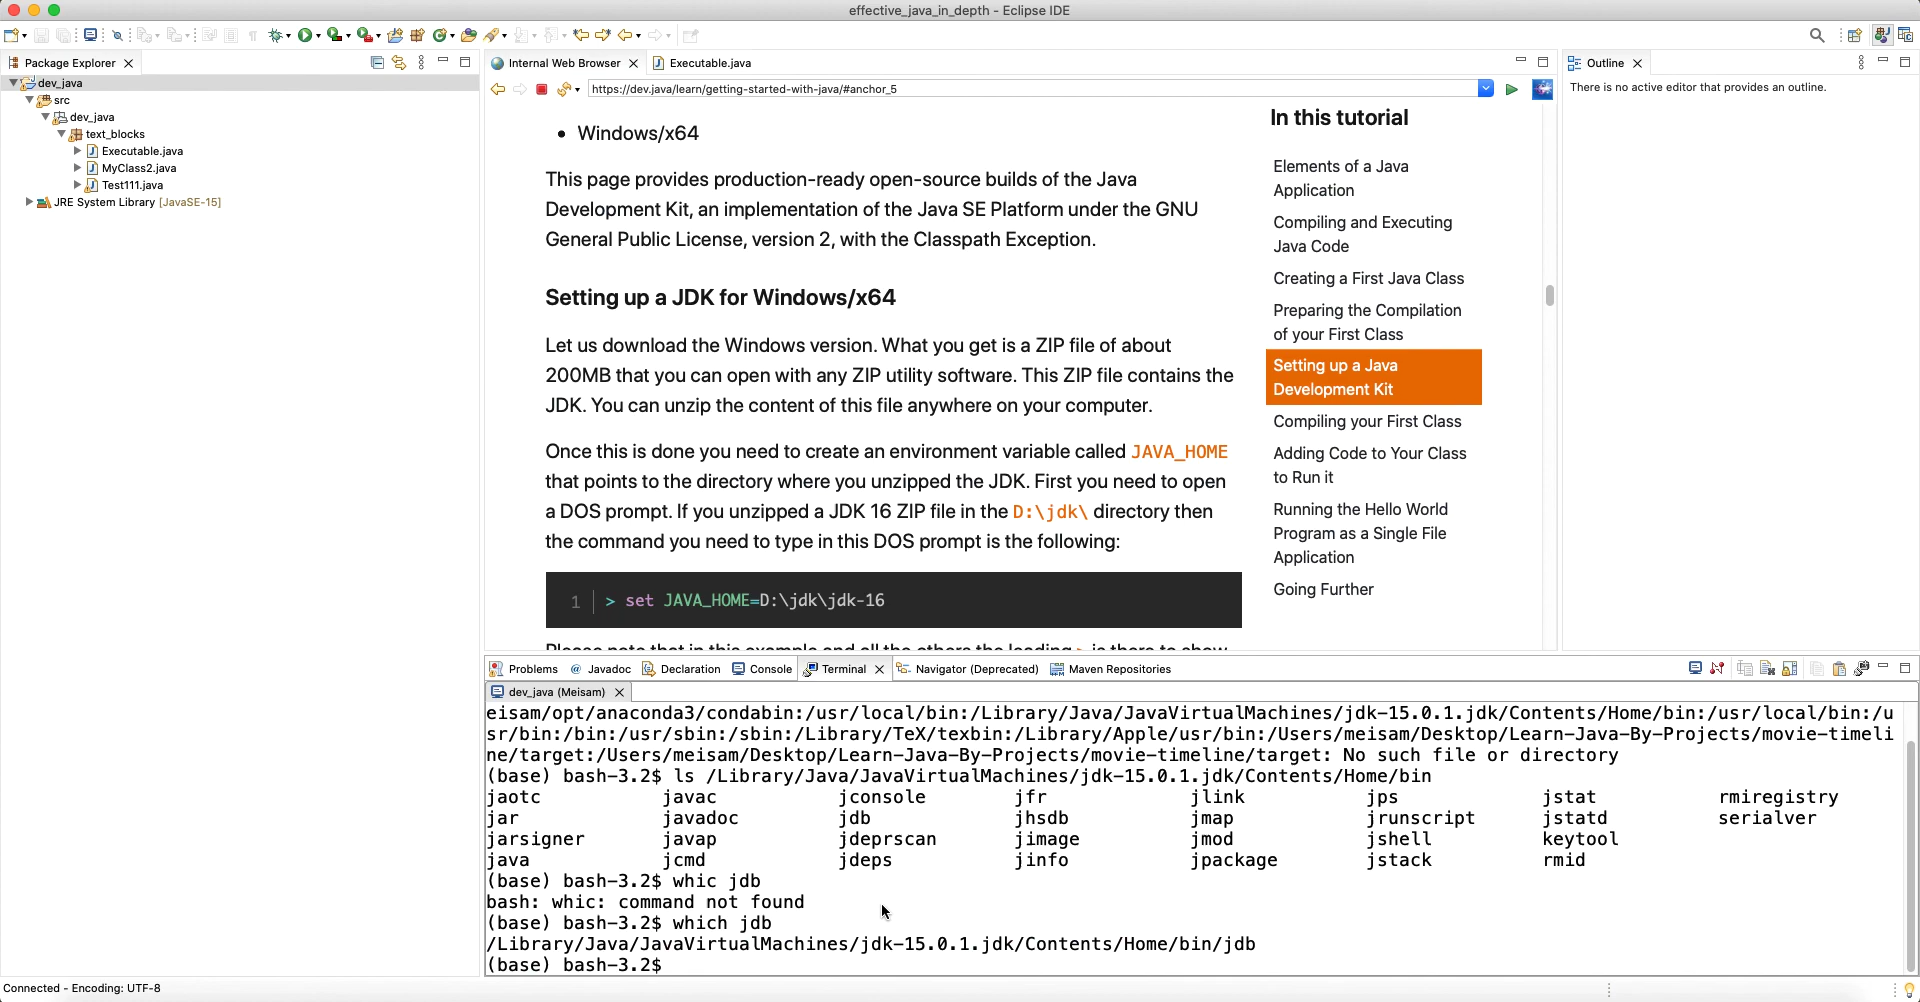 effective_java_in_depth - Eclipse IDE
Package Explorer
dev_java
src
dev_java
text_blocks
Executable.java
MyClass2.java
Test111.java
JRE System Library [JavaSE-15]
Internal Web Browser
Executable.java
https://dev.java/learn/getting-started-with-java/#anchor_5
• Windows/x64
This page provides production-ready open-source builds of the Java
Development Kit, an implementation of the Java SE Platform under the GNU
General Public License, version 2, with the Classpath Exception.
Setting up a JDK for Windows/x64
Let us download the Windows version. What you get is a ZIP file of about
200MB that you can open with any ZIP utility software. This ZIP file contains the
JDK. You can unzip the content of this file anywhere on your computer.
Once this is done you need to create an environment variable called JAVA_HOME
that points to the directory where you unzipped the JDK. First you need to open
a DOS prompt. If you unzipped a JDK 16 ZIP file in the D:\jdk\ directory then
the command you need to type in this DOS prompt is the following:
1 > set JAVA_HOME=D:\jdk\jdk-16
Please note that in this example and all the others the leading > is there to show
In this tutorial
Elements of a Java
Application
Compiling and Executing
Java Code
Creating a First Java Class
Preparing the Compilation
of your First Class
Setting up a Java
Development Kit
Compiling your First Class
Adding Code to Your Class
to Run it
Running the Hello World
Program as a Single File
Application
Going Further
Outline
There is no active editor that provides an outline.
Problems @ Javadoc Declaration Console Terminal Navigator (Deprecated) Maven Repositories
dev_java (Meisam)
eisam/opt/anaconda3/condabin:/usr/local/bin:/Library/Java/JavaVirtualMachines/jdk-15.0.1.jdk/Contents/Home/bin:/usr/local/bin:/u
sr/bin:/bin:/usr/sbin:/sbin:/Library/TeX/texbin:/Library/Apple/usr/bin:/Users/meisam/Desktop/Learn-Java-By-Projects/movie-timeli
ne/target:/Users/meisam/Desktop/Learn-Java-By-Projects/movie-timeline/target: No such file or directory
(base) bash-3.2$ ls /Library/Java/JavaVirtualMachines/jdk-15.0.1.jdk/Contents/Home/bin
jaotc javac jconsole jfr jlink jps jstat rmiregistry
jar javadoc jdb jhsdb jmap jrunscript jstatd serialver
jarsigner javap jdeprscan jimage jmod jshell keytool
java jcmd jdeps jinfo jpackage jstack rmid
(base) bash-3.2$ whic jdb
bash: whic: command not found
(base) bash-3.2$ which jdb
/Library/Java/JavaVirtualMachines/jdk-15.0.1.jdk/Contents/Home/bin/jdb
(base) bash-3.2$
Connected - Encoding: UTF-8